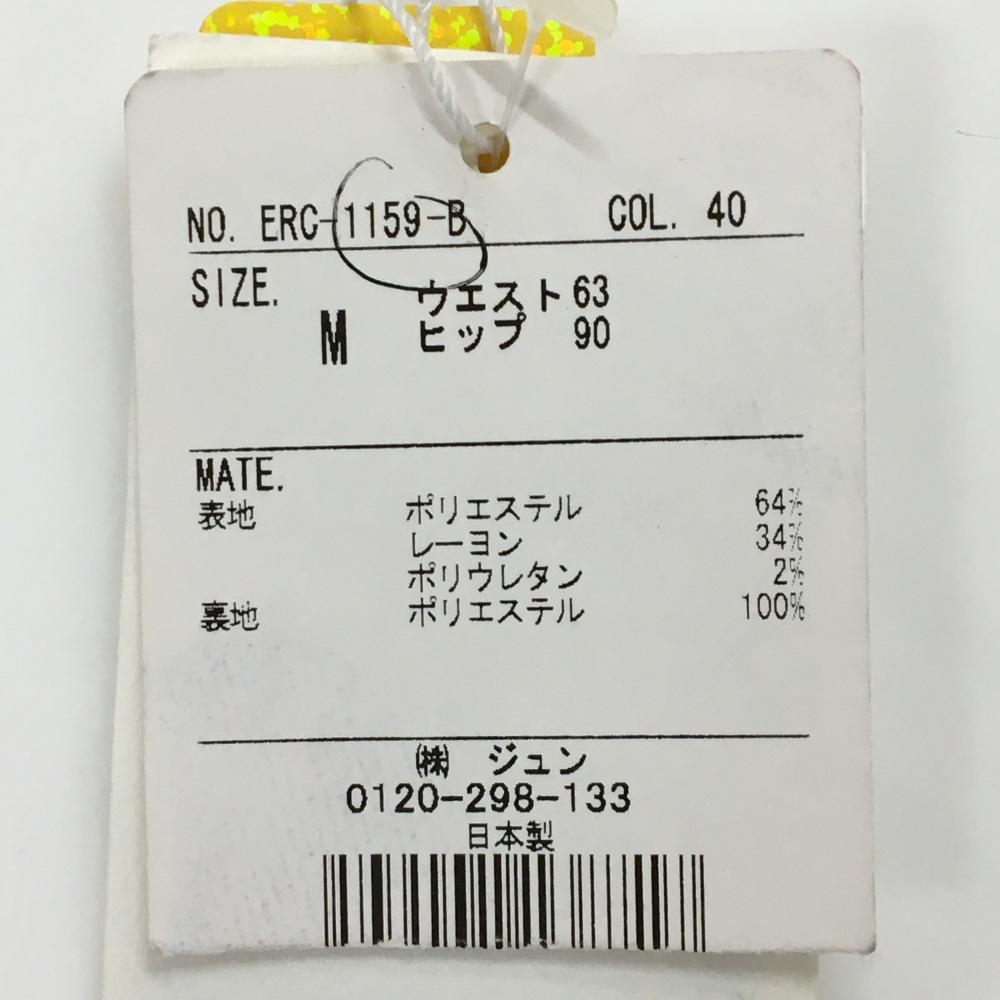 NO. ERC-1159-B COL. 40
SIZE.
M ウエスト 63
ヒップ 90
MATE.
表地 ポリエステル 64%
レーヨン 34%
ポリウレタン 2%
裏地 ポリエステル 100%
㈱ ジュン
0120-298-133
日本製